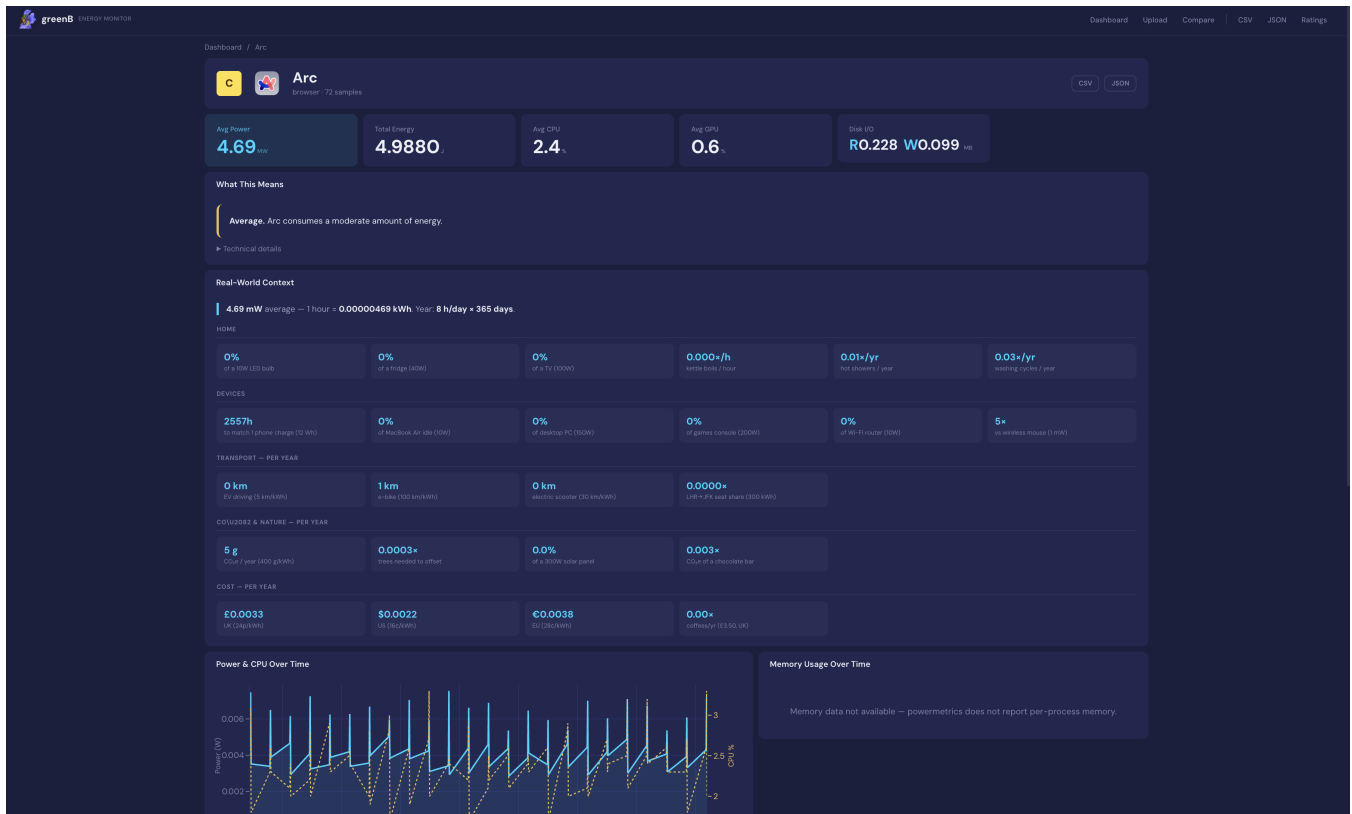 greenB ENERGY MONITOR
Dashboard Upload Compare CSV JSON Ratings
Dashboard / Arc
C
Arc
browser · 72 samples
CSV JSON
Avg Power
4.69 MW
Total Energy
4.9880 J
Avg CPU
2.4 %
Avg GPU
0.6 %
Disk I/O
R0.228 W0.099 MB
What This Means
Average. Arc consumes a moderate amount of energy.
▶ Technical details
Real-World Context
4.69 mW average — 1 hour = 0.00000469 kWh. Year: 8 h/day × 365 days.
HOME
0%
of a 10W LED bulb
0%
of a fridge (40W)
0%
of a TV (100W)
0.000×/h
kettle boils / hour
0.01×/yr
hot showers / year
0.03×/yr
washing cycles / year
DEVICES
2557h
to match 1 phone charge (12 Wh)
0%
of MacBook Air idle (10W)
0%
of desktop PC (150W)
0%
of games console (200W)
0%
of Wi-Fi router (10W)
5×
vs wireless mouse (1 mW)
TRANSPORT — PER YEAR
0 km
EV driving (5 km/kWh)
1 km
e-bike (100 km/kWh)
0 km
electric scooter (30 km/kWh)
0.0000×
LHR→JFK seat share (300 kWh)
CO\U2082 & NATURE — PER YEAR
5 g
CO₂e / year (400 g/kWh)
0.0003×
trees needed to offset
0.0%
of a 300W solar panel
0.003×
CO₂e of a chocolate bar
COST — PER YEAR
£0.0033
UK (24p/kWh)
$0.0022
US (16¢/kWh)
€0.0038
EU (28c/kWh)
0.00×
coffees/yr (£3.50, UK)
Power & CPU Over Time
0.006
0.004
0.002
Power (W)
3
2.5
2
CPU %
Memory Usage Over Time
Memory data not available — powermetrics does not report per-process memory.